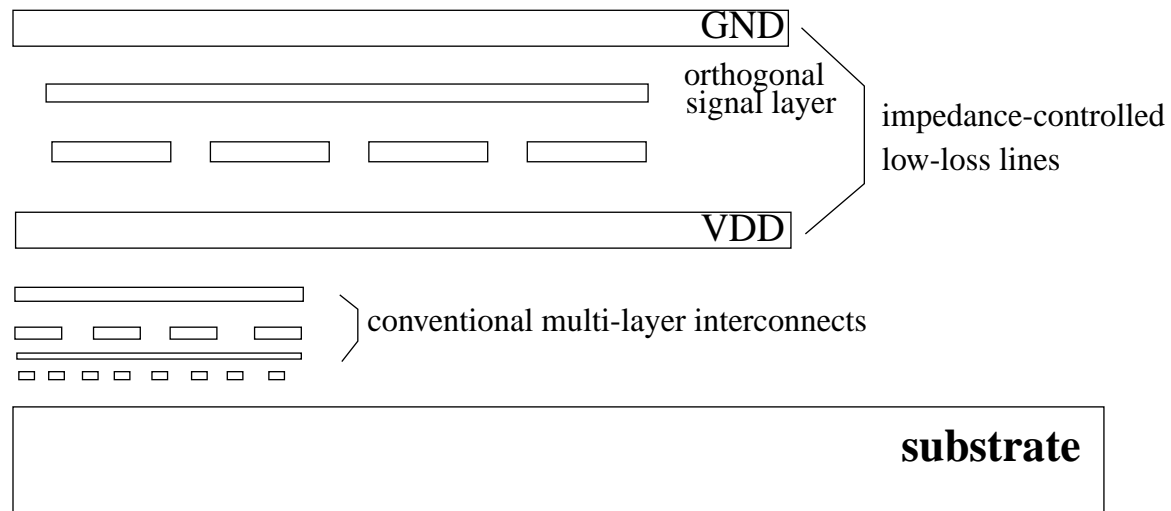 GND
orthogonal
signal layer
impedance-controlled
low-loss lines
VDD
conventional multi-layer interconnects
substrate